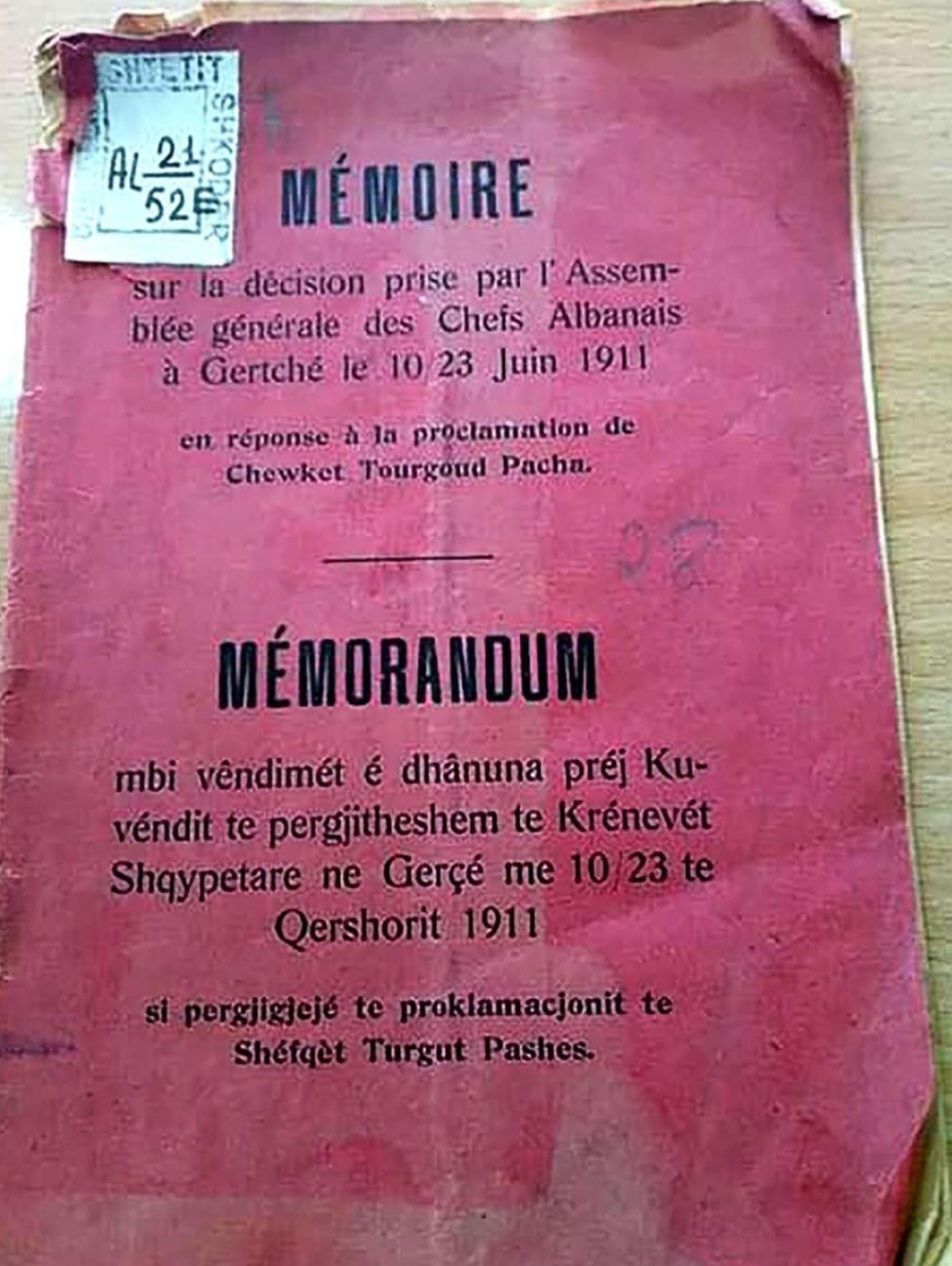 SHTETIT
SHKODËR
AL 21
52E
MÉMOIRE
sur la décision prise par l' Assem-
blée générale des Chefs Albanais
à Gertché le 10 23 Juin 1911
en réponse à la proclamation de
Chewket Tourgoud Pacha.
28
MÉMORANDUM
mbi vêndimét é dhânuna préj Ku-
véndit te pergjitheshem te Krénevét
Shqypetare ne Gerçé me 10/23 te
Qershorit 1911
si pergjigjejé te proklamacjonit te
Shéfqèt Turgut Pashes.